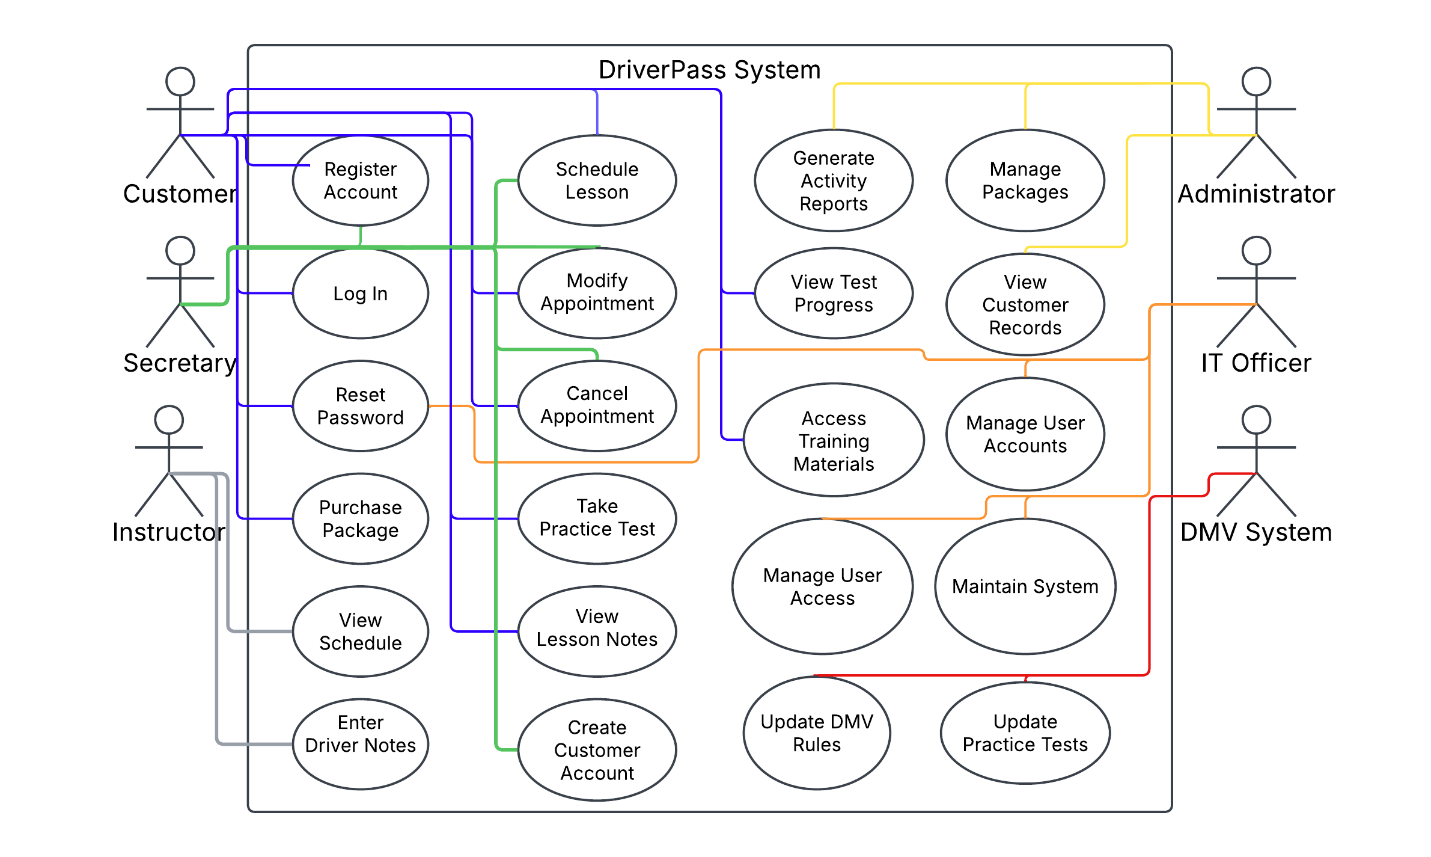 DriverPass System
Customer
Secretary
Instructor
Register
Account
Log In
Reset
Password
Purchase
Package
View
Schedule
Enter
Driver Notes
Schedule
Lesson
Modify
Appointment
Cancel
Appointment
Take
Practice Test
View
Lesson Notes
Create
Customer
Account
Generate
Activity
Reports
View Test
Progress
Access
Training
Materials
Manage User
Access
Update DMV
Rules
Manage
Packages
View
Customer
Records
Manage User
Accounts
Maintain System
Update
Practice Tests
Administrator
IT Officer
DMV System